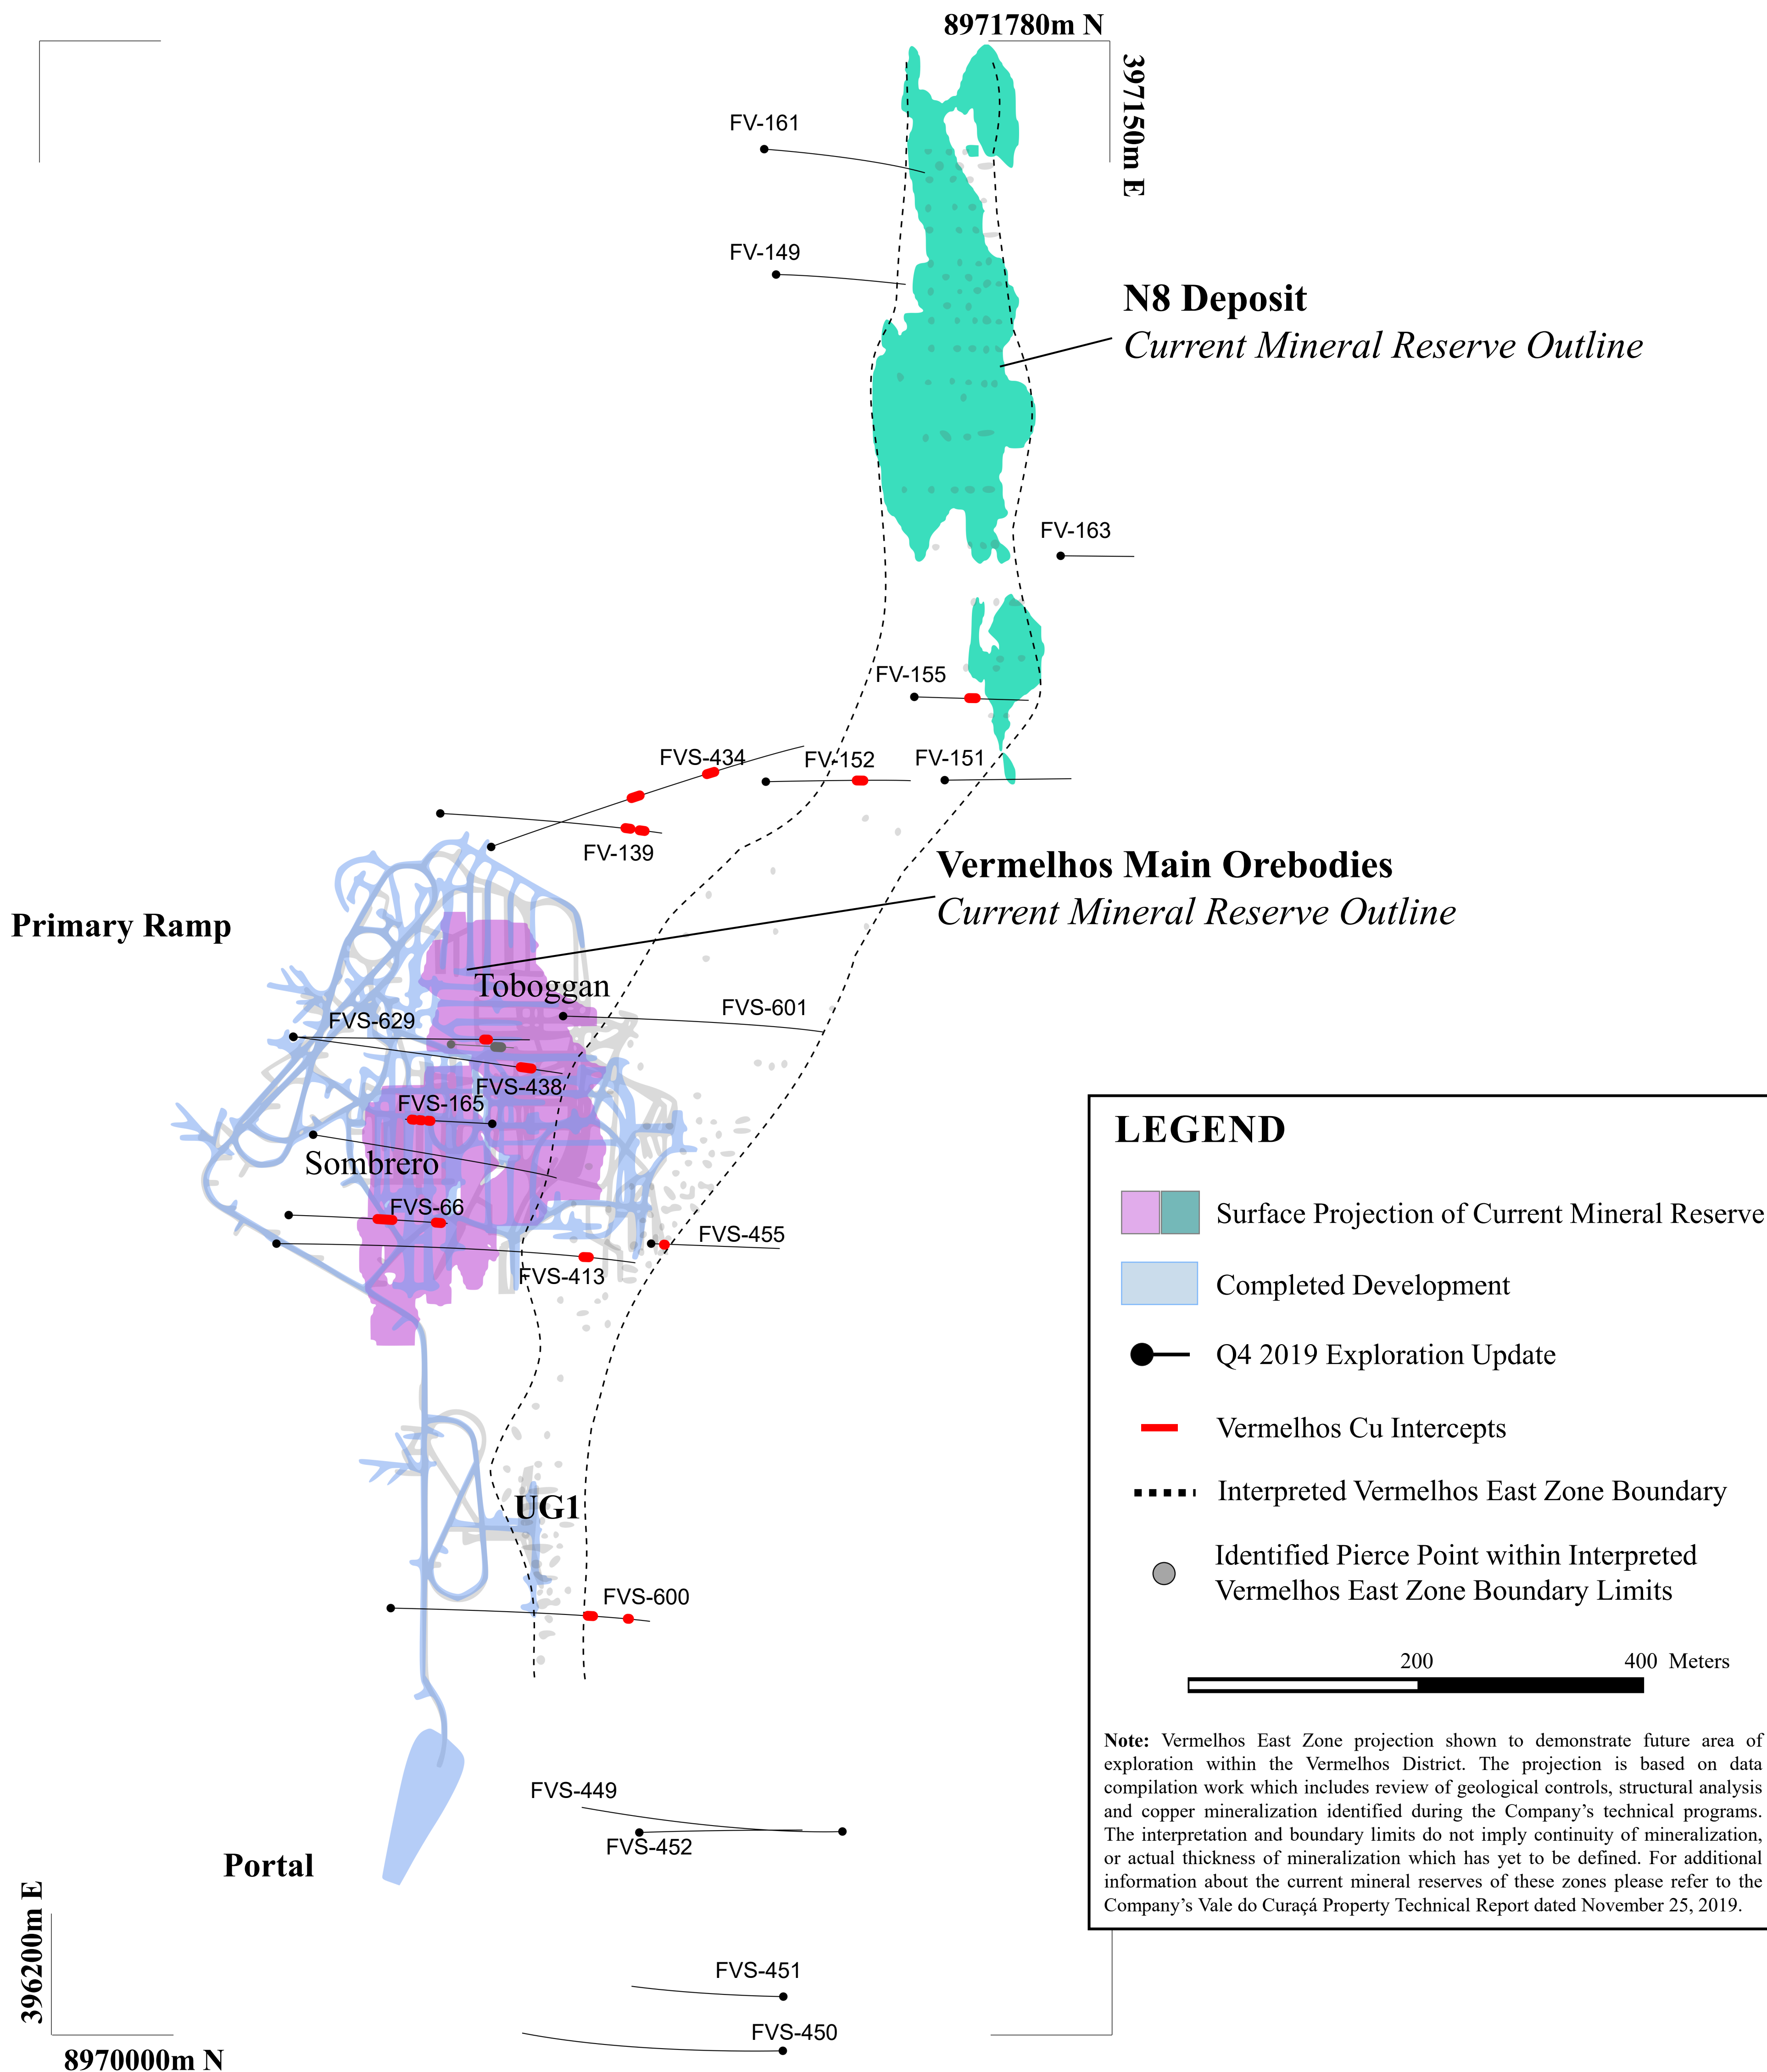 8971780m N
397150m E
FV-161
FV-149
N8 Deposit
Current Mineral Reserve Outline
FV-163
FV-155
FVS-434
FV-152
FV-151
FV-139
Vermelhos Main Orebodies
Current Mineral Reserve Outline
Primary Ramp
Toboggan
FVS-601
FVS-629
FVS-438
FVS-165
Sombrero
FVS-66
FVS-455
FVS-413
UG1
FVS-600
FVS-449
FVS-452
Portal
FVS-451
FVS-450
396200m E
8970000m N
LEGEND
Surface Projection of Current Mineral Reserve
Completed Development
Q4 2019 Exploration Update
Vermelhos Cu Intercepts
Interpreted Vermelhos East Zone Boundary
Identified Pierce Point within Interpreted
Vermelhos East Zone Boundary Limits
200 400 Meters
Note: Vermelhos East Zone projection shown to demonstrate future area of
exploration within the Vermelhos District. The projection is based on data
compilation work which includes review of geological controls, structural analysis
and copper mineralization identified during the Company's technical programs.
The interpretation and boundary limits do not imply continuity of mineralization,
or actual thickness of mineralization which has yet to be defined. For additional
information about the current mineral reserves of these zones please refer to the
Company's Vale do Curaçá Property Technical Report dated November 25, 2019.